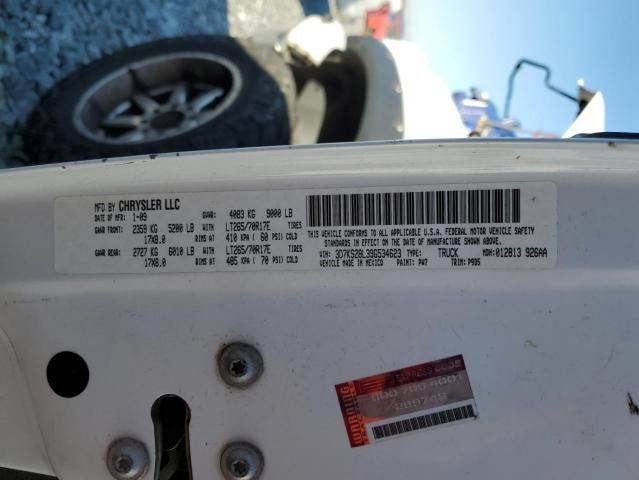 MFD BY CHRYSLER LLC
DATE OF MFR: 1-09 GVWR: 4083 KG 9000 LB
GAWR FRONT: 2359 KG 5200 LB WITH LT265/70R17E TIRES
17X8.0 RIMS AT 410 KPA ( 60 PSI) COLD
GAWR REAR: 2727 KG 6010 LB WITH LT265/70R17E TIRES
17X8.0 RIMS AT 485 KPA ( 70 PSI) COLD
THIS VEHICLE CONFORMS TO ALL APPLICABLE U.S.A. FEDERAL MOTOR VEHICLE SAFETY
STANDARDS IN EFFECT ON THE DATE OF MANUFACTURE SHOWN ABOVE.
VIN: 3D7KS28L39G534623 TYPE: TRUCK MDH: 012813 926AA
VEHICLE MADE IN MEXICO PAINT: PW7 TRIM: P9D5
WARNING